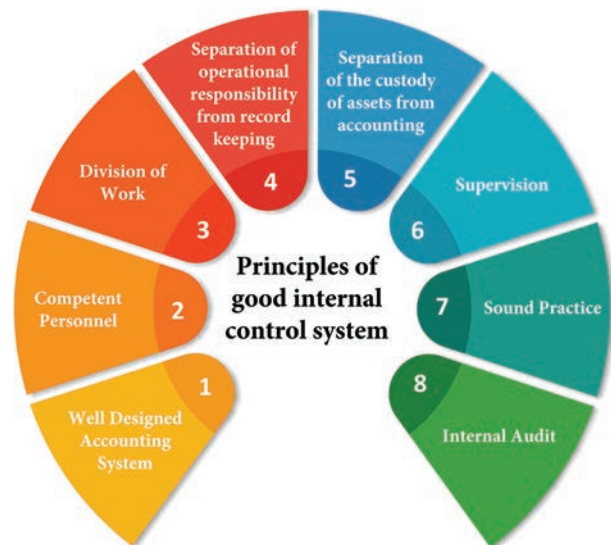 Principles of
good internal
control system
1
Well Designed
Accounting
System
2
Competent
Personnel
3
Division of
Work
4
Separation of
operational
responsibility
from record
keeping
5
Separation
of the custody
of assets from
accounting
6
Supervision
7
Sound Practice
8
Internal Audit